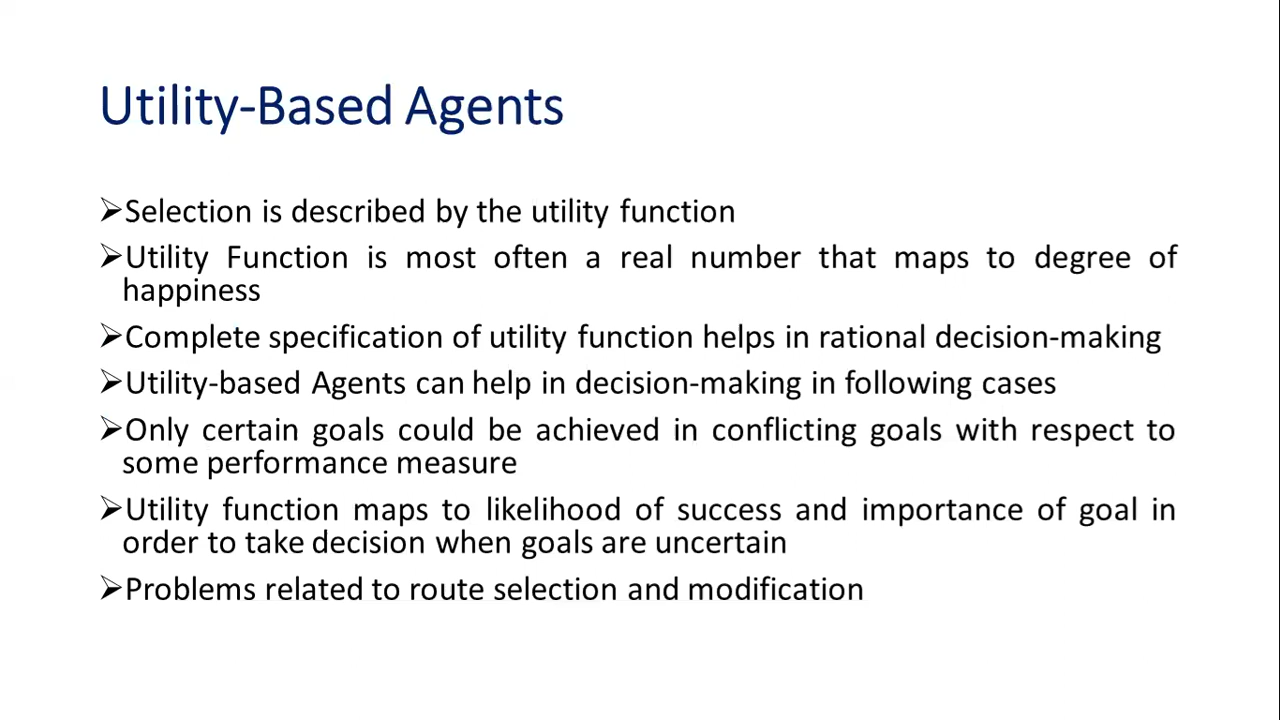 Utility-Based Agents
➢Selection is described by the utility function
➢Utility Function is most often a real number that maps to degree of
happiness
➢Complete specification of utility function helps in rational decision-making
➢Utility-based Agents can help in decision-making in following cases
➢Only certain goals could be achieved in conflicting goals with respect to
some performance measure
➢Utility function maps to likelihood of success and importance of goal in
order to take decision when goals are uncertain
➢Problems related to route selection and modification